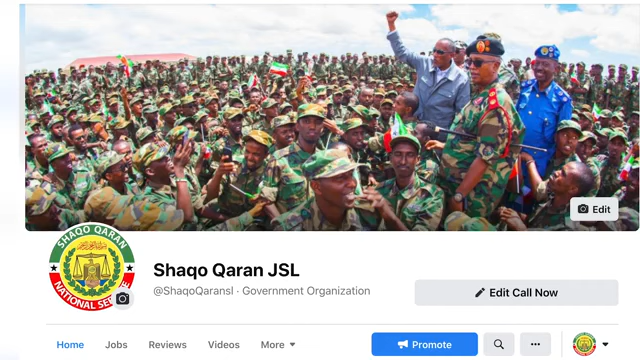 Edit
SHAQO QARAN
NATIONAL SER
Shaqo Qaran JSL
@ShaqoQaransl · Government Organization
Edit Call Now
Home Jobs Reviews Videos More
Promote